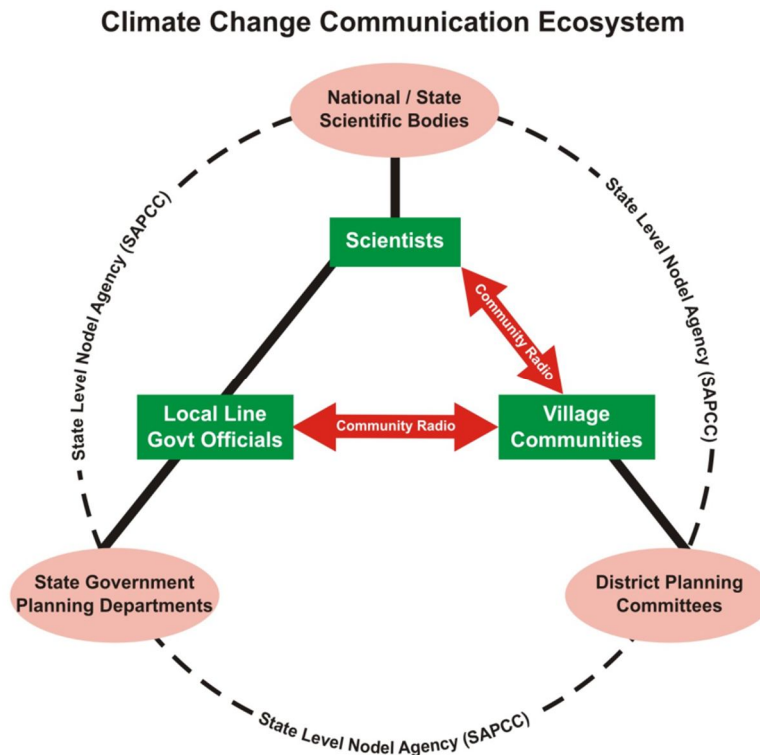 Climate Change Communication Ecosystem
National / State
Scientific Bodies
State Level Nodel Agency (SAPCC)
State Level Nodel Agency (SAPCC)
Scientists
Community Radio
Local Line
Govt Officials
Community Radio
Village
Communities
State Government
Planning Departments
District Planning
Committees
State Level Nodel Agency (SAPCC)